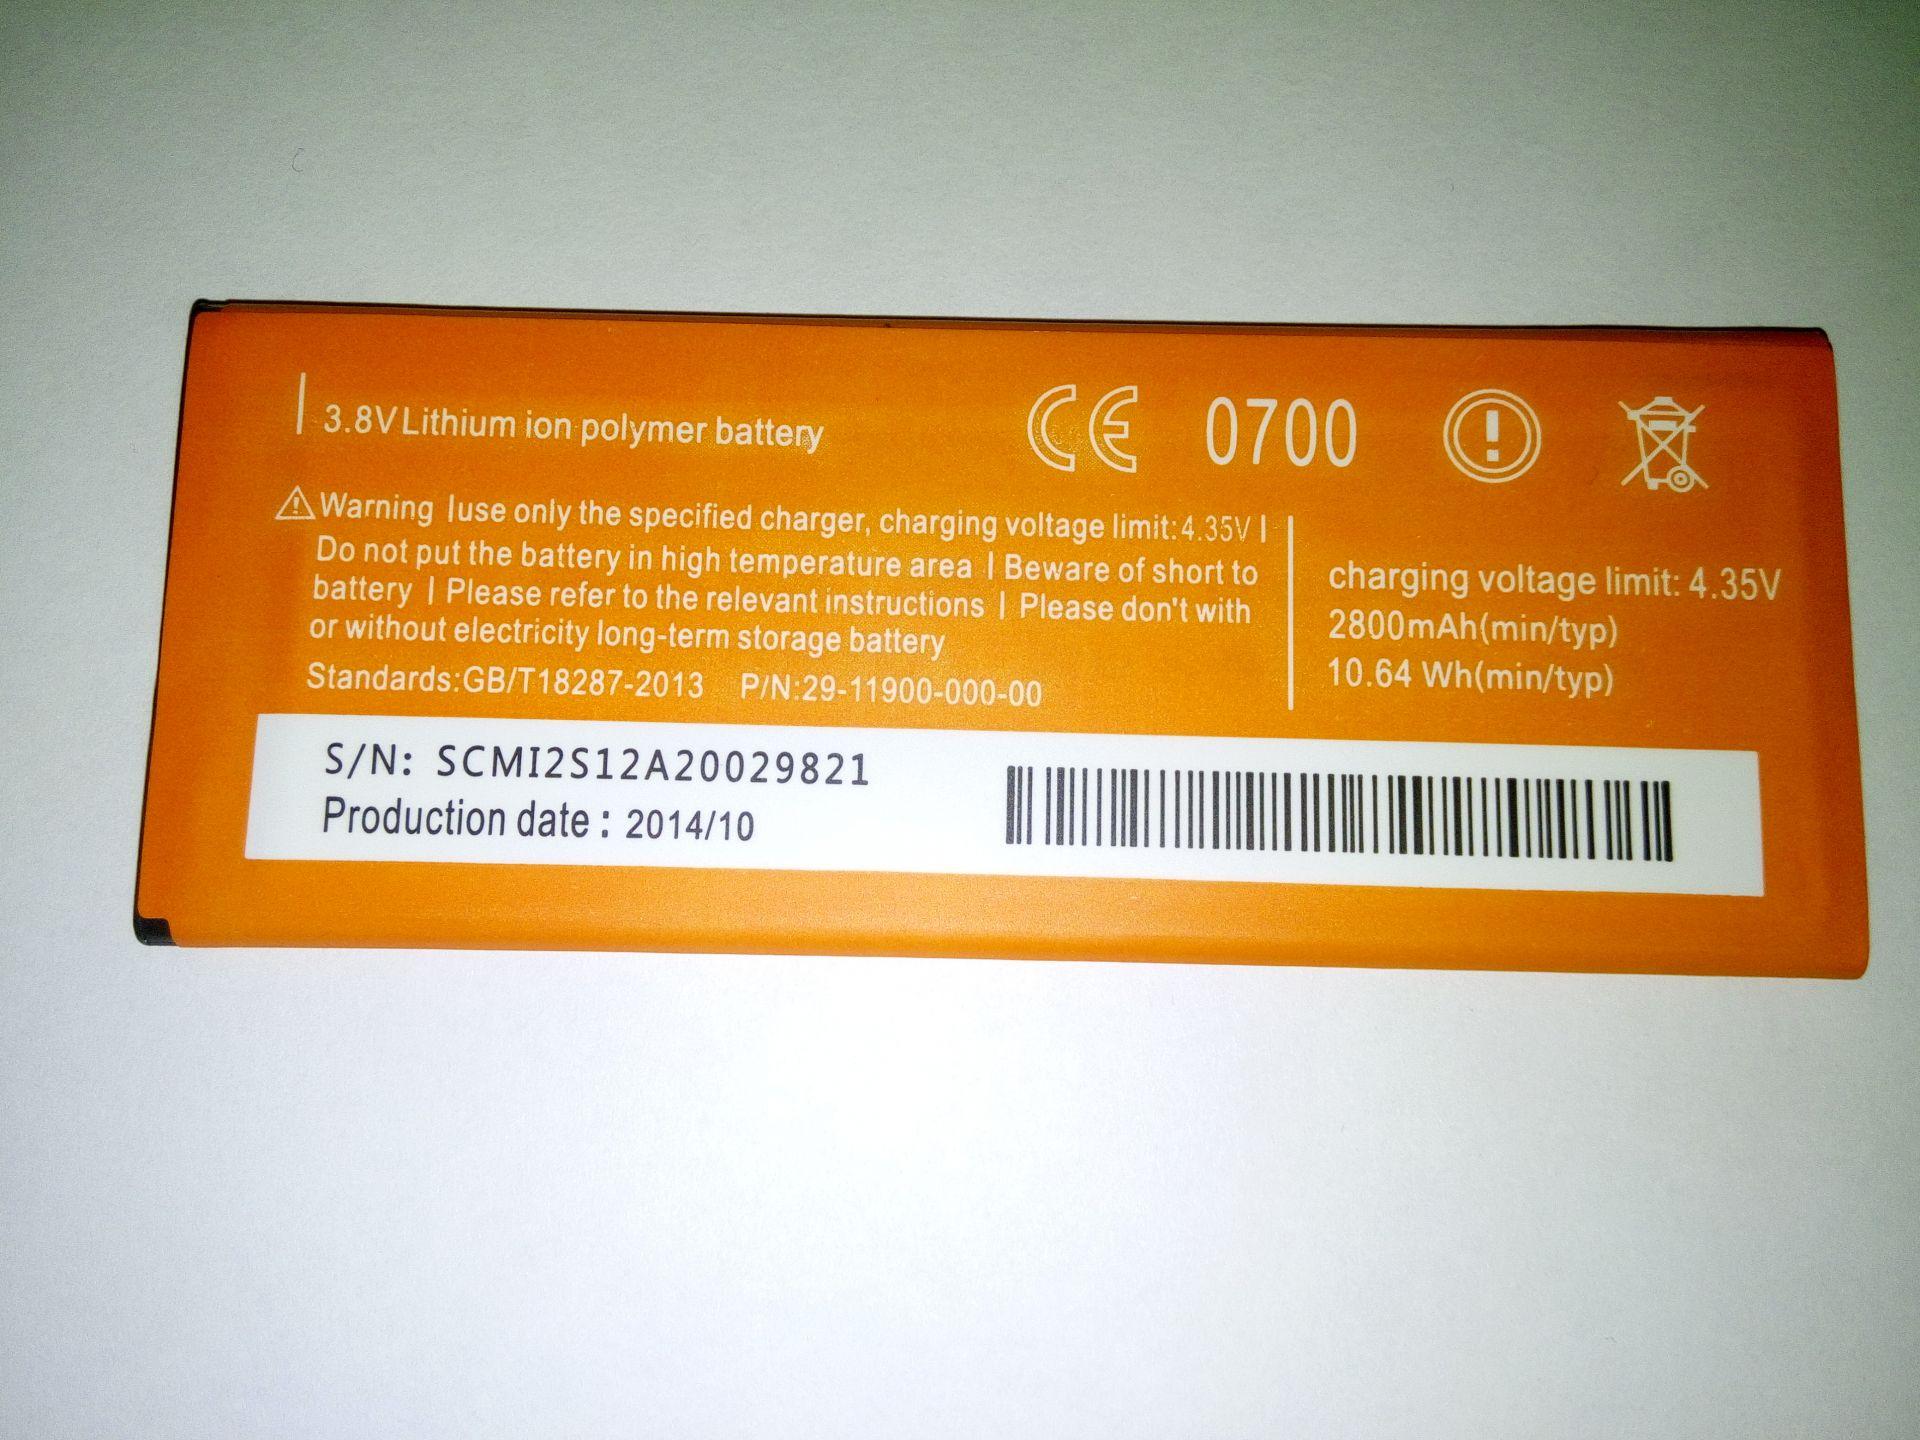 3.8V Lithium ion polymer battery
CE 0700
Warning |use only the specified charger, charging voltage limit:4.35V |
Do not put the battery in high temperature area | Beware of short to
battery | Please refer to the relevant instructions | Please don't with
or without electricity long-term storage battery
Standards:GB/T18287-2013 P/N:29-11900-000-00
charging voltage limit: 4.35V
2800mAh(min/typ)
10.64 Wh(min/typ)
S/N: SCMI2S12A20029821
Production date : 2014/10